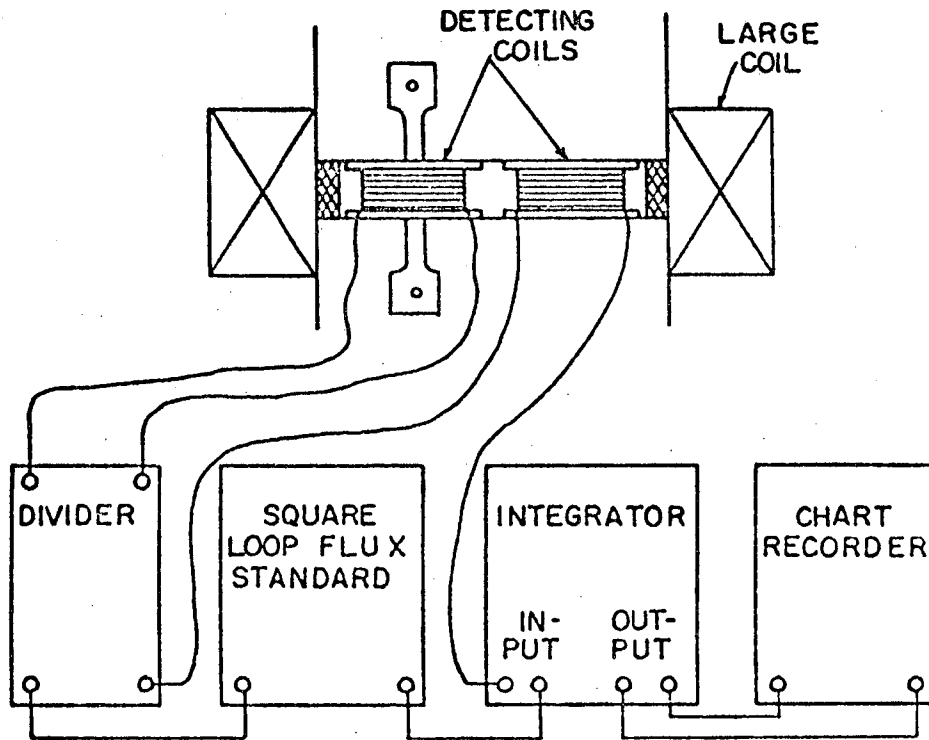 DETECTING
COILS
LARGE
COIL
DIVIDER
SQUARE
LOOP FLUX
STANDARD
INTEGRATOR
IN-
PUT
OUT-
PUT
CHART
RECORDER